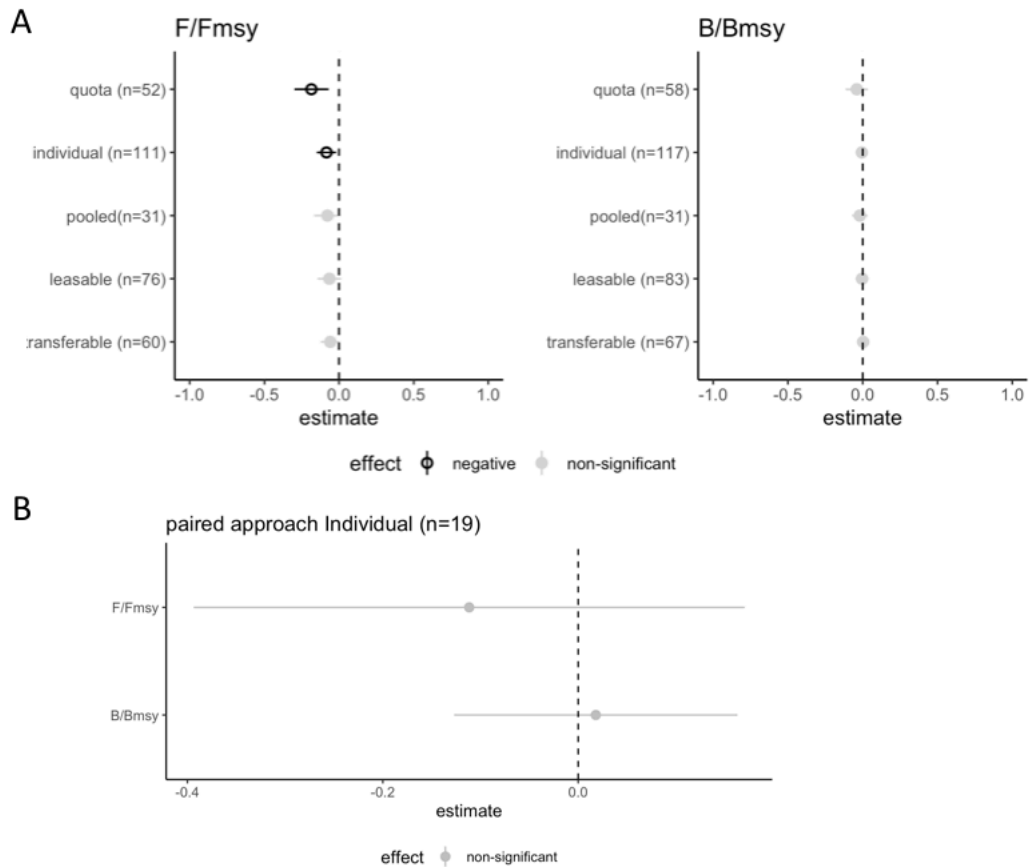 A
F/Fmsy
quota (n=52)
individual (n=111)
pooled(n=31)
leasable (n=76)
ransferable (n=60)
-1.0 -0.5 0.0 0.5 1.0
estimate
B/Bmsy
quota (n=58)
individual (n=117)
pooled(n=31)
leasable (n=83)
transferable (n=67)
-1.0 -0.5 0.0 0.5 1.0
estimate
effect negative non-significant
B
paired approach Individual (n=19)
F/Fmsy
B/Bmsy
-0.4 -0.2 0.0
estimate
effect non-significant